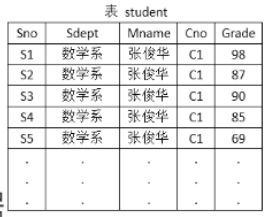 表 student
Sno Sdept Mname Cno Grade
S1 数学系 张俊华 C1 98
S2 数学系 张俊华 C1 87
S3 数学系 张俊华 C1 90
S4 数学系 张俊华 C1 85
S5 数学系 张俊华 C1 69
. . . . .
. . . . .
. . . . .